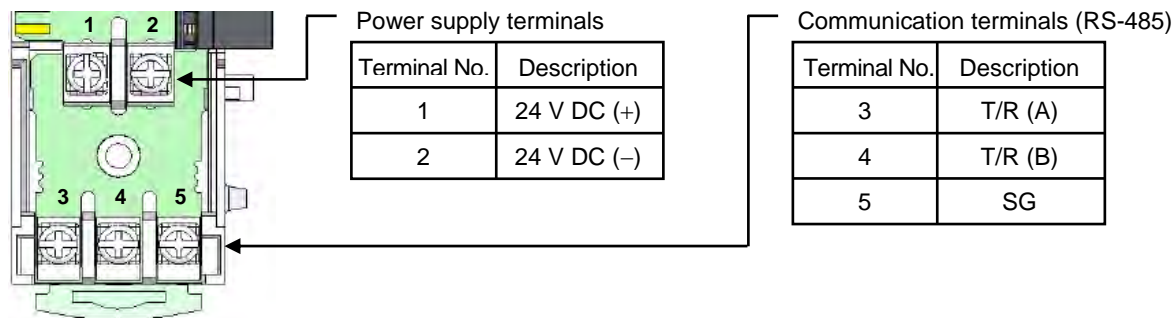 1 2
3 4 5
Power supply terminals
Terminal No. Description
1 24 V DC (+)
2 24 V DC (−)
Communication terminals (RS-485)
Terminal No. Description
3 T/R (A)
4 T/R (B)
5 SG